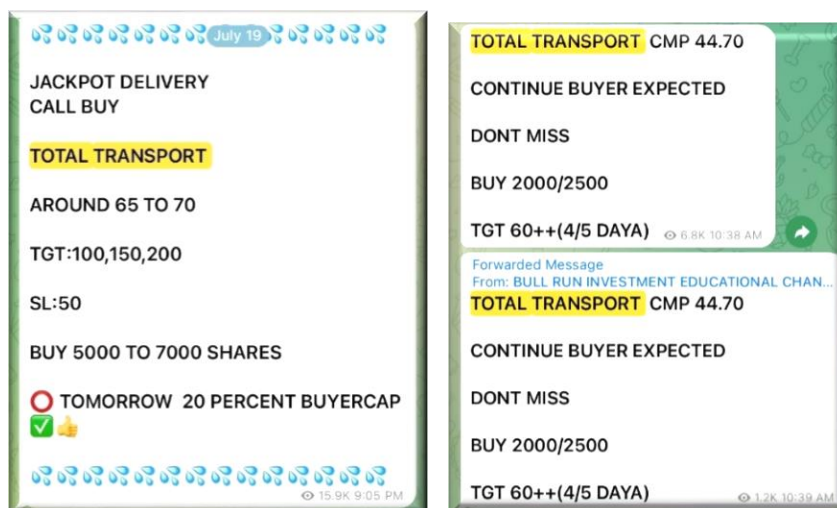 July 19
JACKPOT DELIVERY
CALL BUY
TOTAL TRANSPORT
AROUND 65 TO 70
TGT:100,150,200
SL:50
BUY 5000 TO 7000 SHARES
⭕ TOMORROW 20 PERCENT BUYERCAP
✅👍
15.9K 9:05 PM
TOTAL TRANSPORT CMP 44.70
CONTINUE BUYER EXPECTED
DONT MISS
BUY 2000/2500
TGT 60++(4/5 DAYA) 6.8K 10:38 AM
Forwarded Message
From: BULL RUN INVESTMENT EDUCATIONAL CHAN...
TOTAL TRANSPORT CMP 44.70
CONTINUE BUYER EXPECTED
DONT MISS
BUY 2000/2500
TGT 60++(4/5 DAYA) 1.2K 10:39 AM